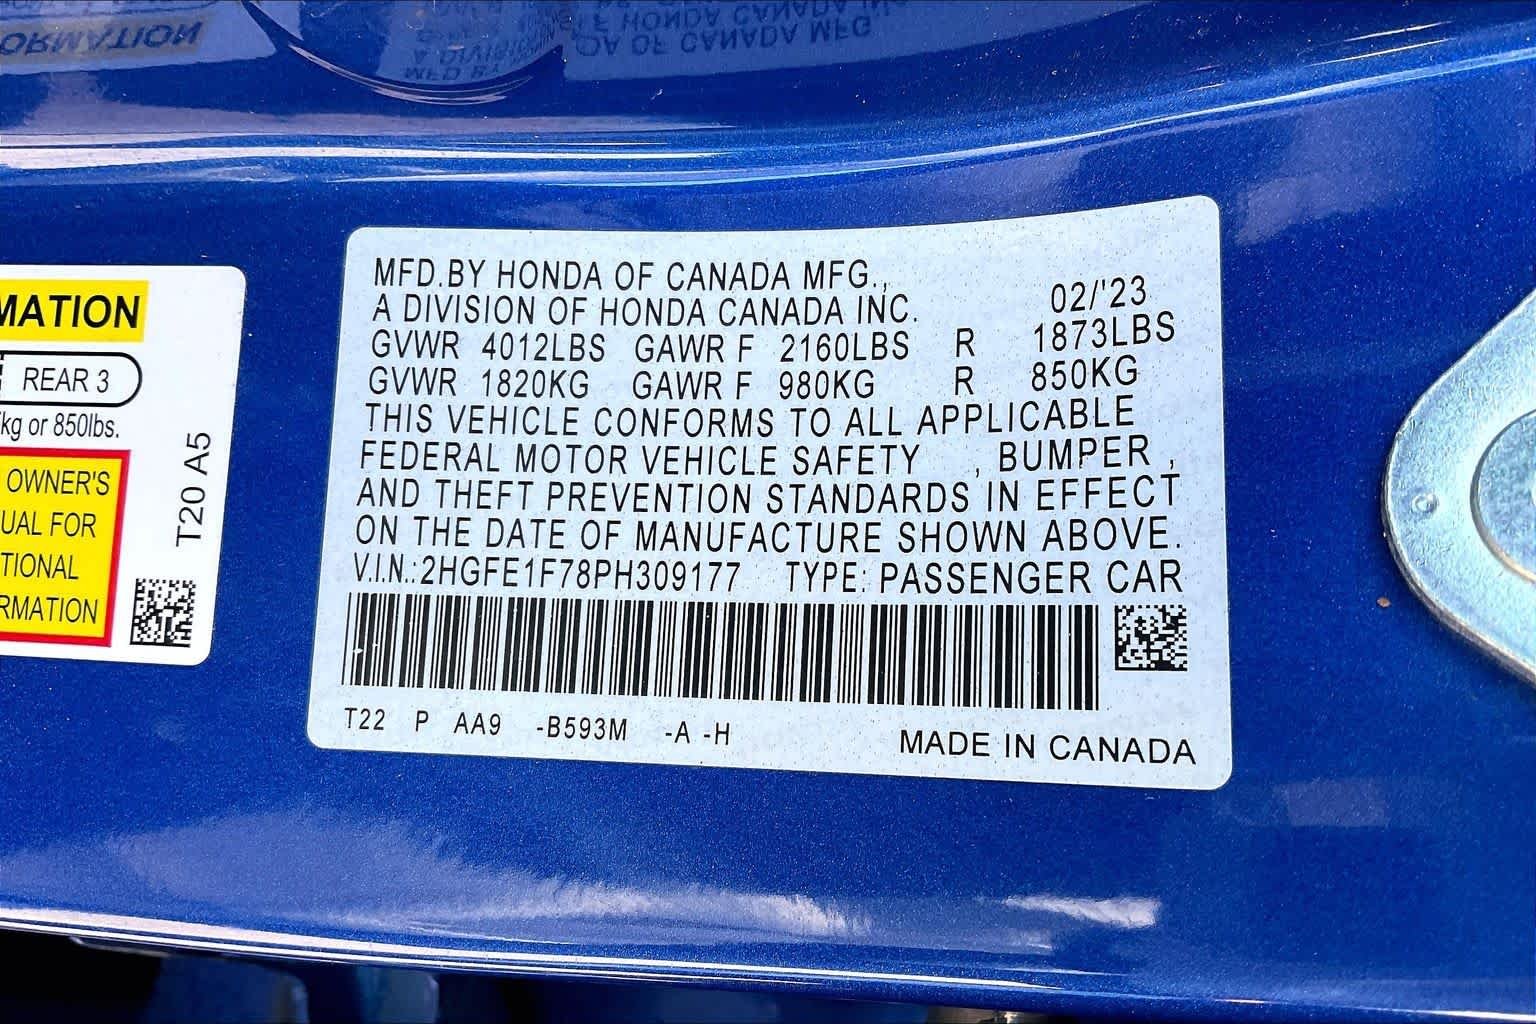 MATION
REAR 3
kg or 850lbs.
OWNER'S
UAL FOR
TIONAL
RMATION
T20 A5
MFD.BY HONDA OF CANADA MFG.,
A DIVISION OF HONDA CANADA INC. 02/'23
GVWR 4012LBS GAWR F 2160LBS R 1873LBS
GVWR 1820KG GAWR F 980KG R 850KG
THIS VEHICLE CONFORMS TO ALL APPLICABLE
FEDERAL MOTOR VEHICLE SAFETY , BUMPER ,
AND THEFT PREVENTION STANDARDS IN EFFECT
ON THE DATE OF MANUFACTURE SHOWN ABOVE.
V.I.N.:2HGFE1F78PH309177 TYPE: PASSENGER CAR
T22 P AA9 -B593M -A -H
MADE IN CANADA